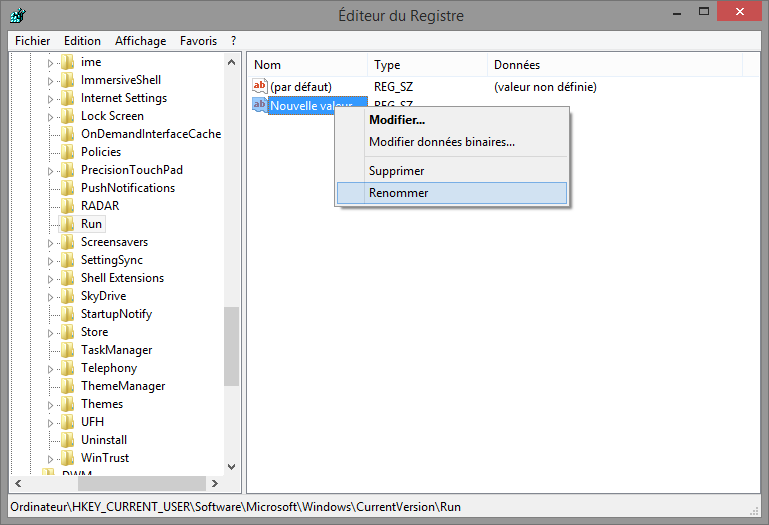 Éditeur du Registre
Fichier Edition Affichage Favoris ?
ime
ImmersiveShell
Internet Settings
Lock Screen
OnDemandInterfaceCache
Policies
PrecisionTouchPad
PushNotifications
RADAR
Run
Screensavers
SettingSync
Shell Extensions
SkyDrive
StartupNotify
Store
TaskManager
Telephony
ThemeManager
Themes
UFH
Uninstall
WinTrust
DWM
Nom Type Données
ab (par défaut) REG_SZ (valeur non définie)
ab Nouvelle valeur... REG_SZ
Modifier...
Modifier données binaires...
Supprimer
Renommer
Ordinateur\HKEY_CURRENT_USER\Software\Microsoft\Windows\CurrentVersion\Run